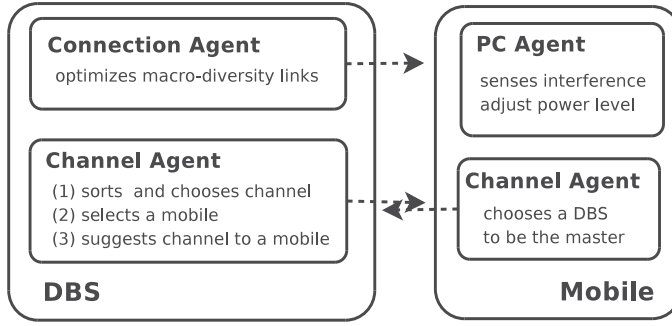 Connection Agent
optimizes macro-diversity links
Channel Agent
(1) sorts and chooses channel
(2) selects a mobile
(3) suggests channel to a mobile
DBS
PC Agent
senses interference
adjust power level
Channel Agent
chooses a DBS
to be the master
Mobile